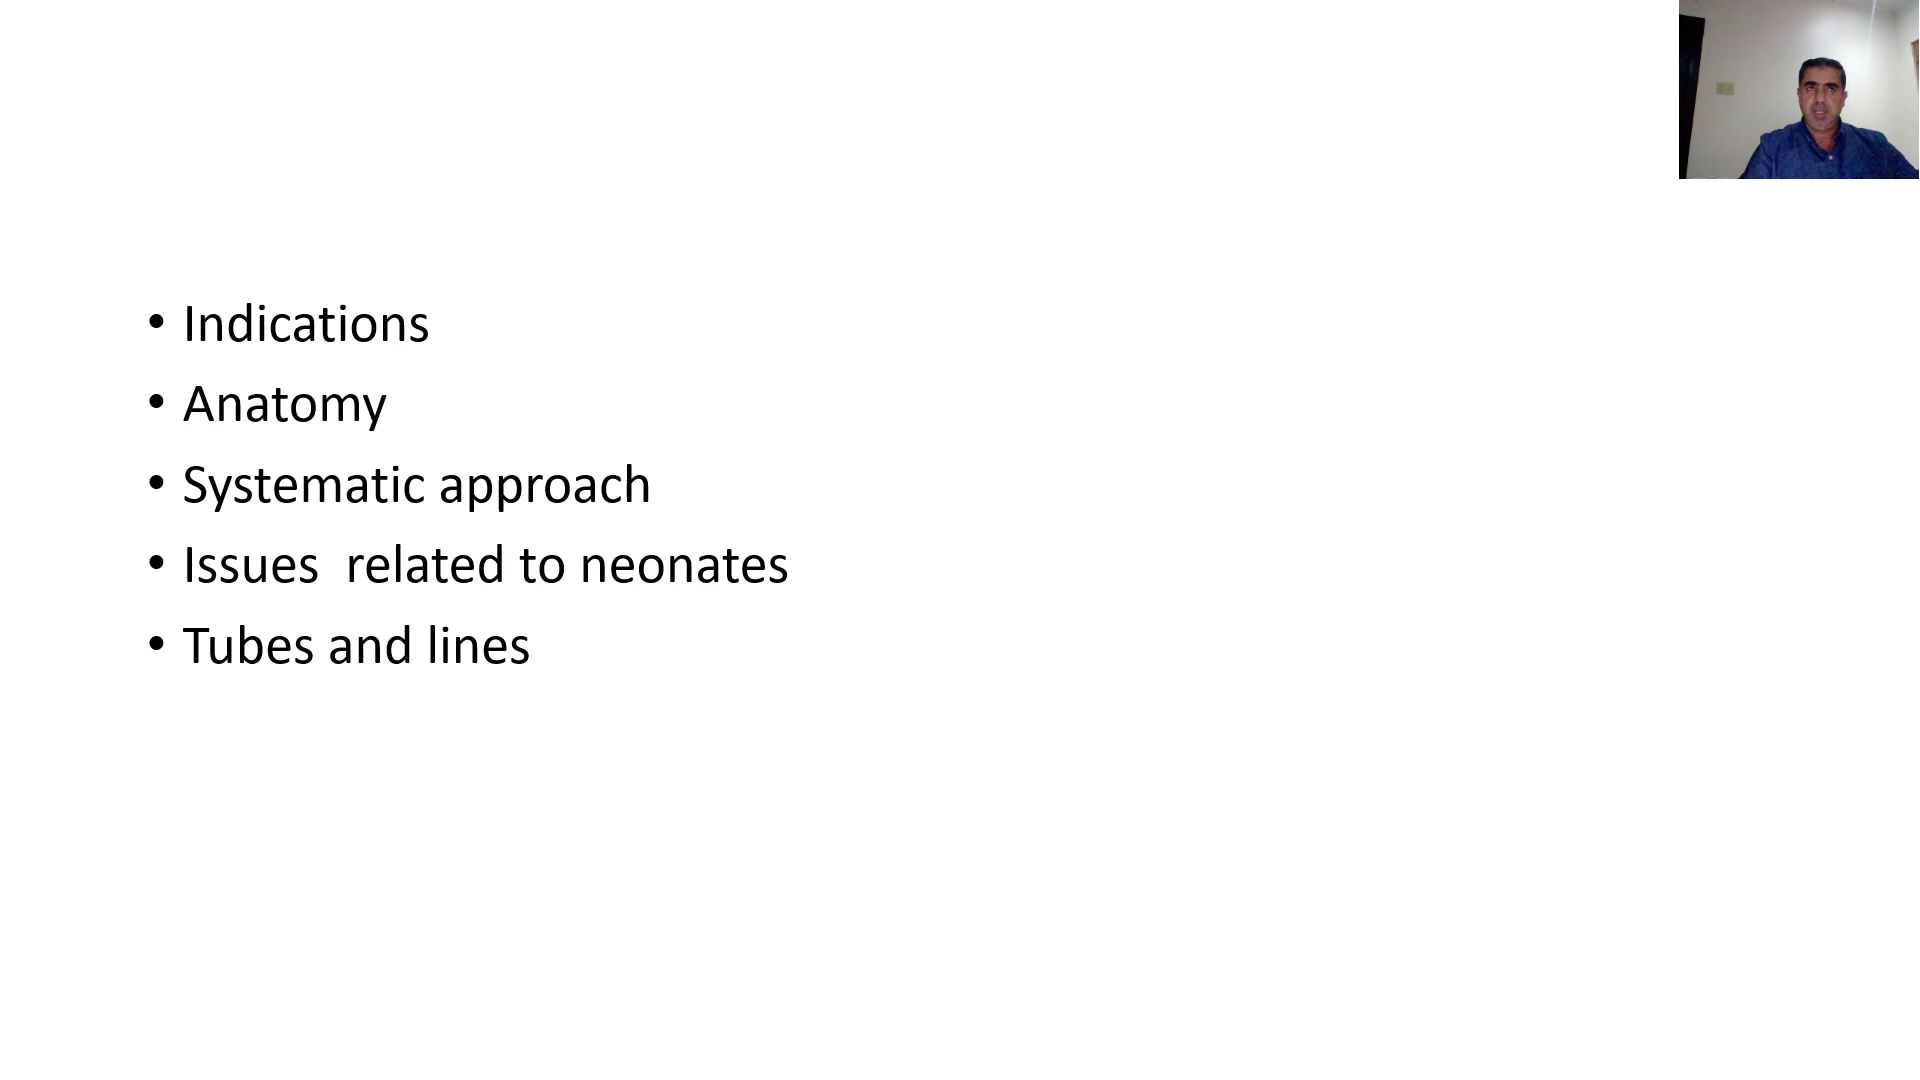 • Indications
• Anatomy
• Systematic approach
• Issues  related to neonates
• Tubes and lines